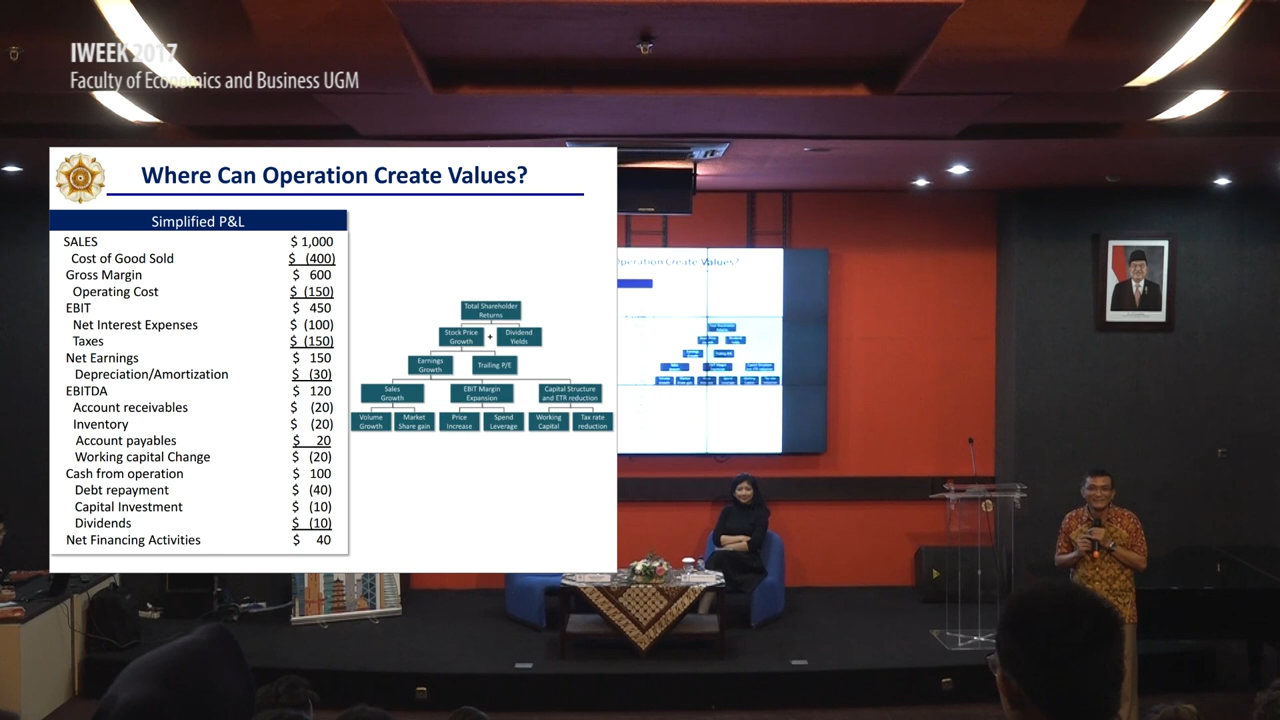 IWEEK 2017
Faculty of Economics and Business UGM
Where Can Operation Create Values?
Simplified P&L
SALES $ 1,000
Cost of Good Sold $ (400)
Gross Margin $ 600
Operating Cost $ (150)
EBIT $ 450
Net Interest Expenses $ (100)
Taxes $ (150)
Net Earnings $ 150
Depreciation/Amortization $ (30)
EBITDA $ 120
Account receivables $ (20)
Inventory $ (20)
Account payables $ 20
Working capital Change $ (20)
Cash from operation $ 100
Debt repayment $ (40)
Capital Investment $ (10)
Dividends $ (10)
Net Financing Activities $ 40
Total Shareholder
Returns
Stock Price
Growth
+
Dividend
Yields
Earnings
Growth
Trailing P/E
Sales
Growth
EBIT Margin
Expansion
Capital Structure
and ETR reduction
Volume
Growth
Market
Share gain
Price
Increase
Spend
Leverage
Working
Capital
Tax rate
reduction
Operation Create Values?